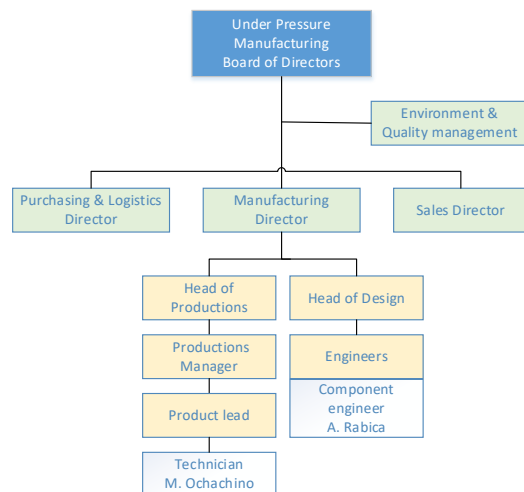 Under Pressure
Manufacturing
Board of Directors
Environment &
Quality management
Purchasing & Logistics
Director
Manufacturing
Director
Sales Director
Head of
Productions
Head of Design
Productions
Manager
Engineers
Component
engineer
A. Rabica
Product lead
Technician
M. Ochachino